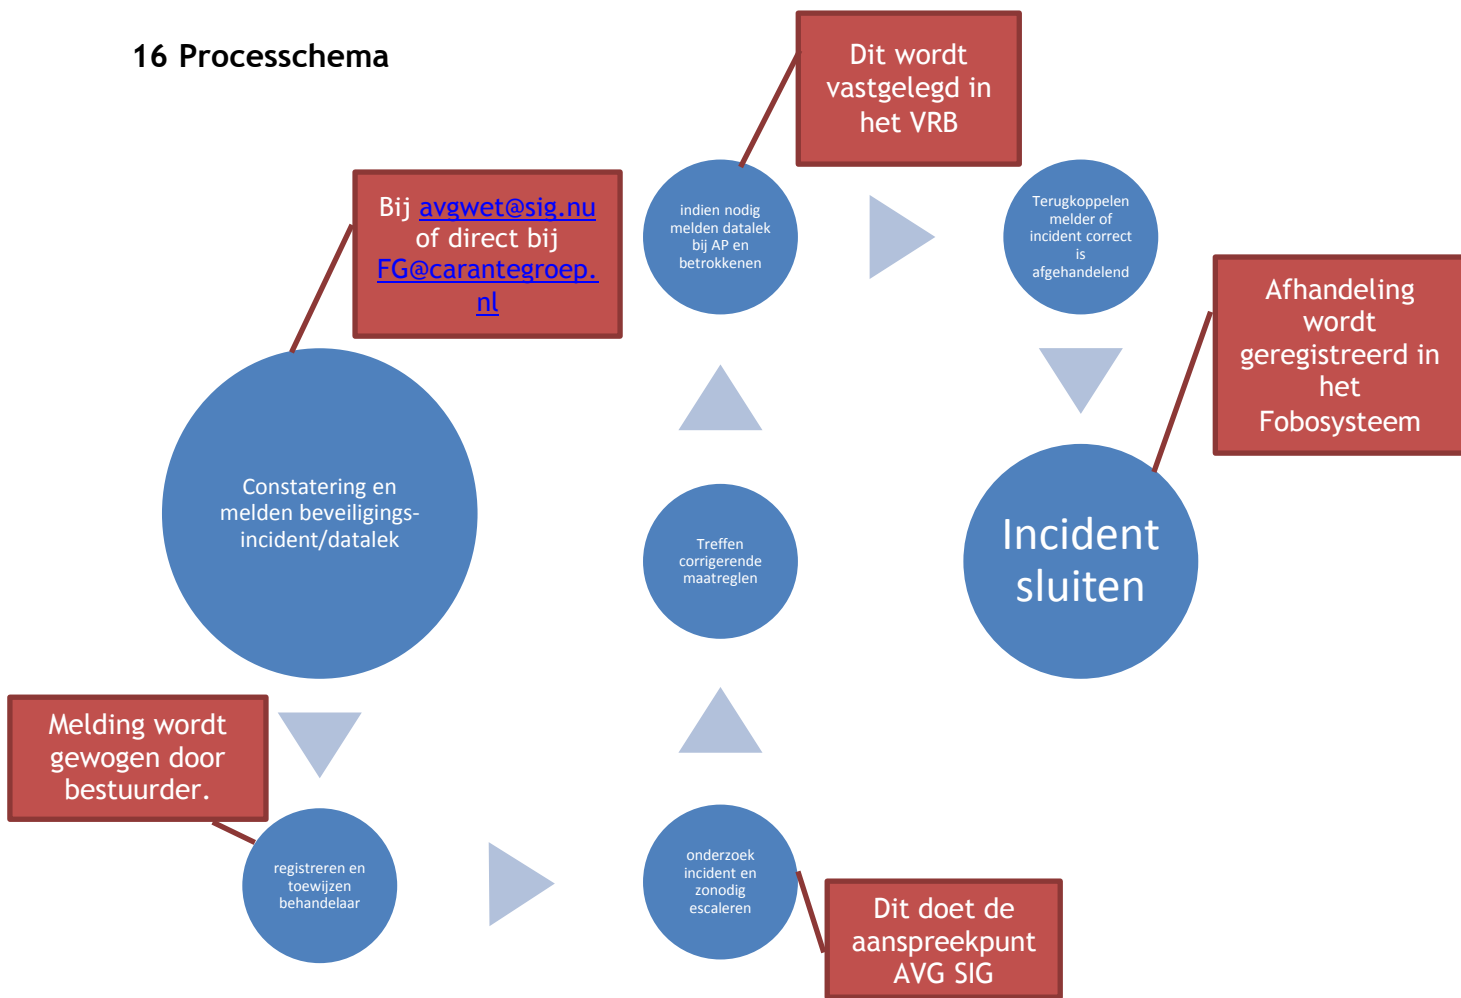 16 Processchema
Dit wordt
vastgelegd in
het VRB
Bij avgwet@sig.nu
of direct bij
FG@carantegroep.
nl
indien nodig
melden datalek
bij AP en
betrokkenen
Terugkoppelen
melder of
incident correct
is
afgehandelend
Afhandeling
wordt
geregistreerd in
het
Fobosysteem
Constatering en
melden beveiligings-
incident/datalek
Treffen
corrigerende
maatreglen
Incident
sluiten
Melding wordt
gewogen door
bestuurder.
registreren en
toewijzen
behandelaar
onderzoek
incident en
zonodig
escaleren
Dit doet de
aanspreekpunt
AVG SIG